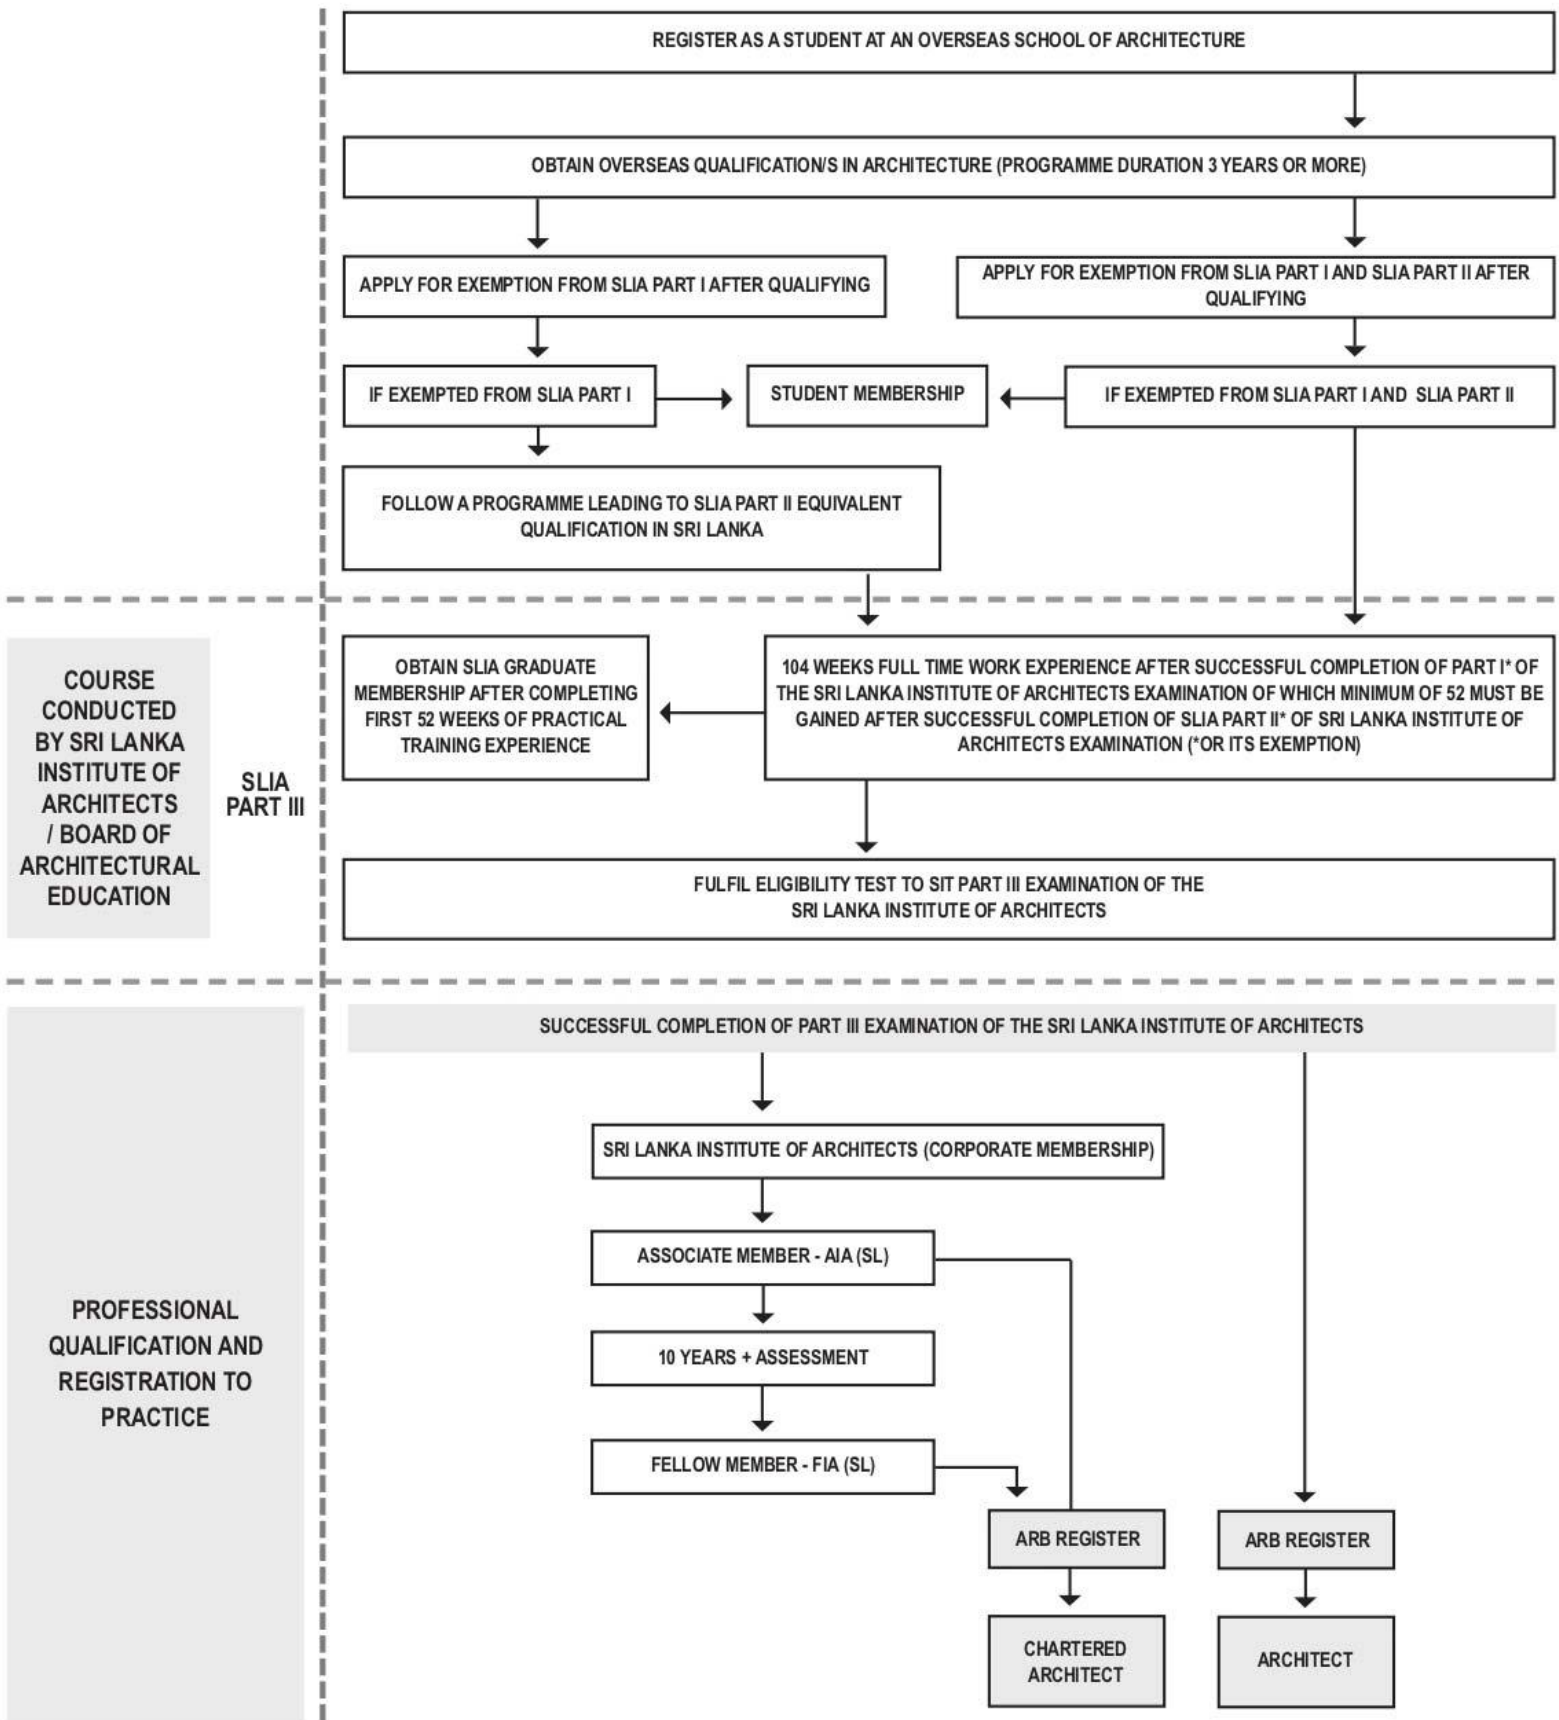 REGISTER AS A STUDENT AT AN OVERSEAS SCHOOL OF ARCHITECTURE
OBTAIN OVERSEAS QUALIFICATION/S IN ARCHITECTURE (PROGRAMME DURATION 3 YEARS OR MORE)
APPLY FOR EXEMPTION FROM SLIA PART I AFTER QUALIFYING
APPLY FOR EXEMPTION FROM SLIA PART I AND SLIA PART II AFTER
QUALIFYING
IF EXEMPTED FROM SLIA PART I
STUDENT MEMBERSHIP
IF EXEMPTED FROM SLIA PART I AND SLIA PART II
FOLLOW A PROGRAMME LEADING TO SLIA PART II EQUIVALENT
QUALIFICATION IN SRI LANKA
COURSE
CONDUCTED
BY SRI LANKA
INSTITUTE OF
ARCHITECTS
/ BOARD OF
ARCHITECTURAL
EDUCATION
SLIA
PART III
OBTAIN SLIA GRADUATE
MEMBERSHIP AFTER COMPLETING
FIRST 52 WEEKS OF PRACTICAL
TRAINING EXPERIENCE
104 WEEKS FULL TIME WORK EXPERIENCE AFTER SUCCESSFUL COMPLETION OF PART I* OF
THE SRI LANKA INSTITUTE OF ARCHITECTS EXAMINATION OF WHICH MINIMUM OF 52 MUST BE
GAINED AFTER SUCCESSFUL COMPLETION OF SLIA PART II* OF SRI LANKA INSTITUTE OF
ARCHITECTS EXAMINATION (*OR ITS EXEMPTION)
FULFIL ELIGIBILITY TEST TO SIT PART III EXAMINATION OF THE
SRI LANKA INSTITUTE OF ARCHITECTS
PROFESSIONAL
QUALIFICATION AND
REGISTRATION TO
PRACTICE
SUCCESSFUL COMPLETION OF PART III EXAMINATION OF THE SRI LANKA INSTITUTE OF ARCHITECTS
SRI LANKA INSTITUTE OF ARCHITECTS (CORPORATE MEMBERSHIP)
ASSOCIATE MEMBER - AIA (SL)
10 YEARS + ASSESSMENT
FELLOW MEMBER - FIA (SL)
ARB REGISTER
ARB REGISTER
CHARTERED
ARCHITECT
ARCHITECT